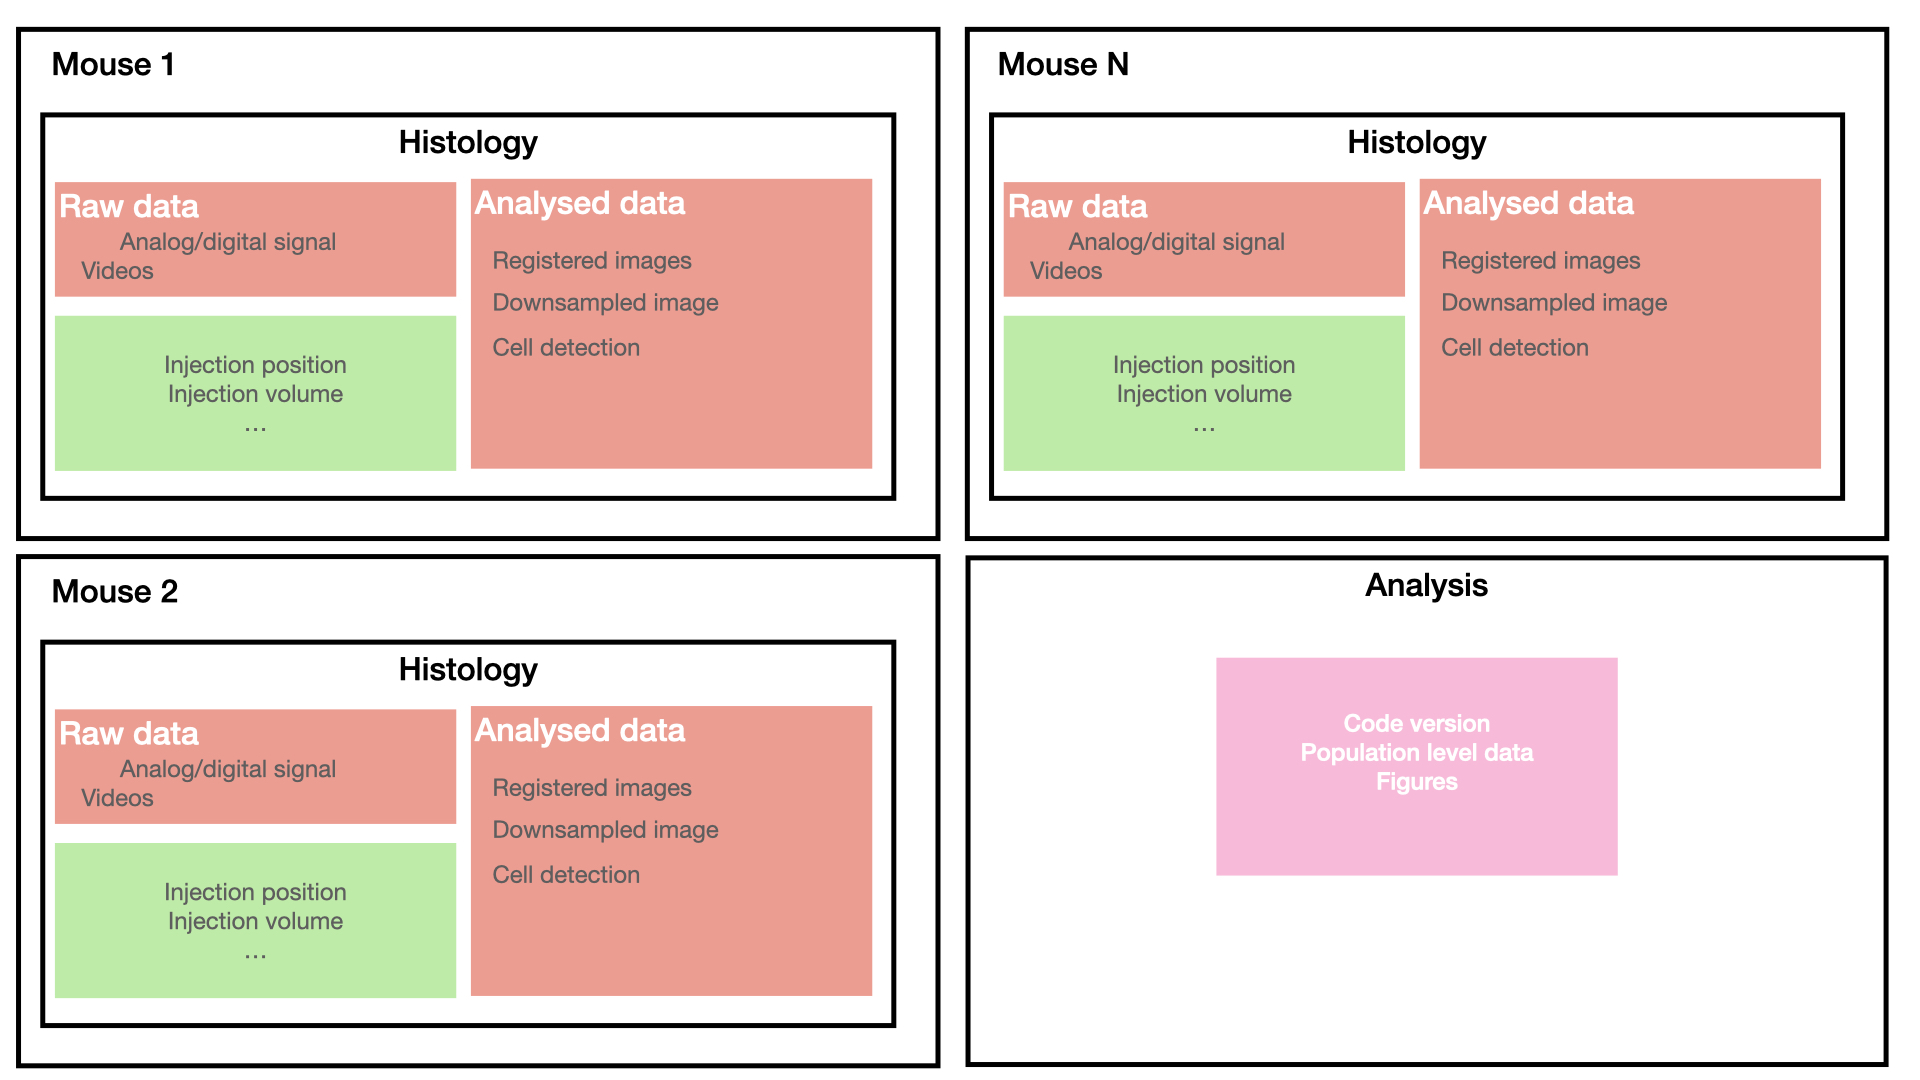 Mouse 1
Histology
Raw data
Analog/digital signal
Videos
Injection position
Injection volume
...
Analysed data
Registered images
Downsampled image
Cell detection
Mouse N
Histology
Raw data
Analog/digital signal
Videos
Injection position
Injection volume
...
Analysed data
Registered images
Downsampled image
Cell detection
Mouse 2
Histology
Raw data
Analog/digital signal
Videos
Injection position
Injection volume
...
Analysed data
Registered images
Downsampled image
Cell detection
Analysis
Code version
Population level data
Figures